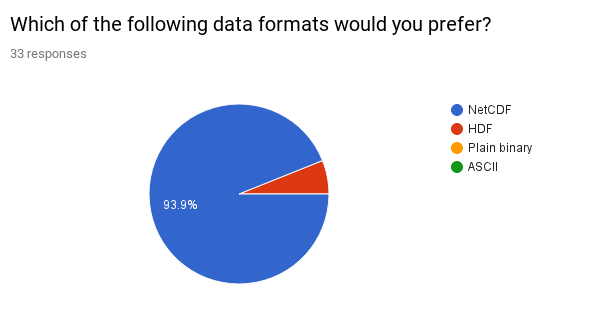 Which of the following data formats would you prefer?
33 responses
NetCDF
HDF
Plain binary
ASCII
93.9%